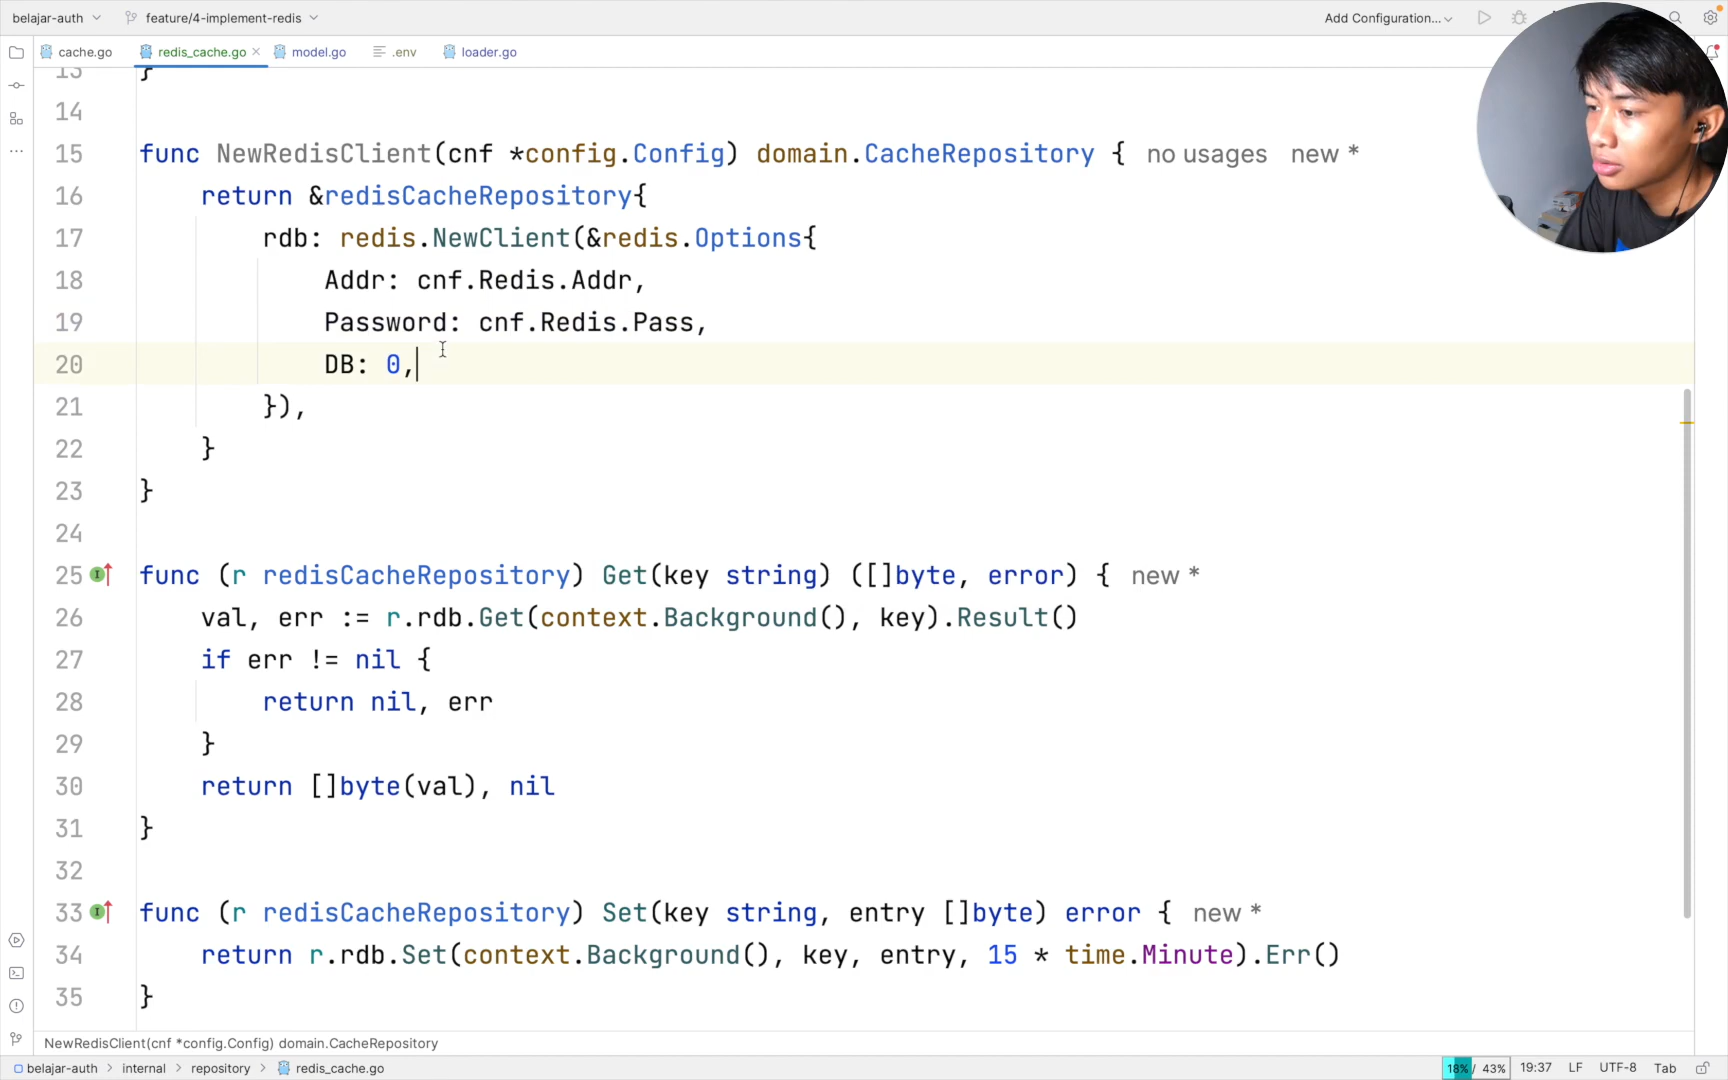 belajar-auth feature/4-implement-redis Add Configuration...
cache.go redis_cache.go model.go .env loader.go
13 }
14
15 func NewRedisClient(cnf *config.Config) domain.CacheRepository { no usages new *
16 return &redisCacheRepository{
17 rdb: redis.NewClient(&redis.Options{
18 Addr: cnf.Redis.Addr,
19 Password: cnf.Redis.Pass,
20 DB: 0,
21 }),
22 }
23 }
24
25 func (r redisCacheRepository) Get(key string) ([]byte, error) { new *
26 val, err := r.rdb.Get(context.Background(), key).Result()
27 if err != nil {
28 return nil, err
29 }
30 return []byte(val), nil
31 }
32
33 func (r redisCacheRepository) Set(key string, entry []byte) error { new *
34 return r.rdb.Set(context.Background(), key, entry, 15 * time.Minute).Err()
35 }
NewRedisClient(cnf *config.Config) domain.CacheRepository
belajar-auth > internal > repository > redis_cache.go 18% / 43% 19:37 LF UTF-8 Tab